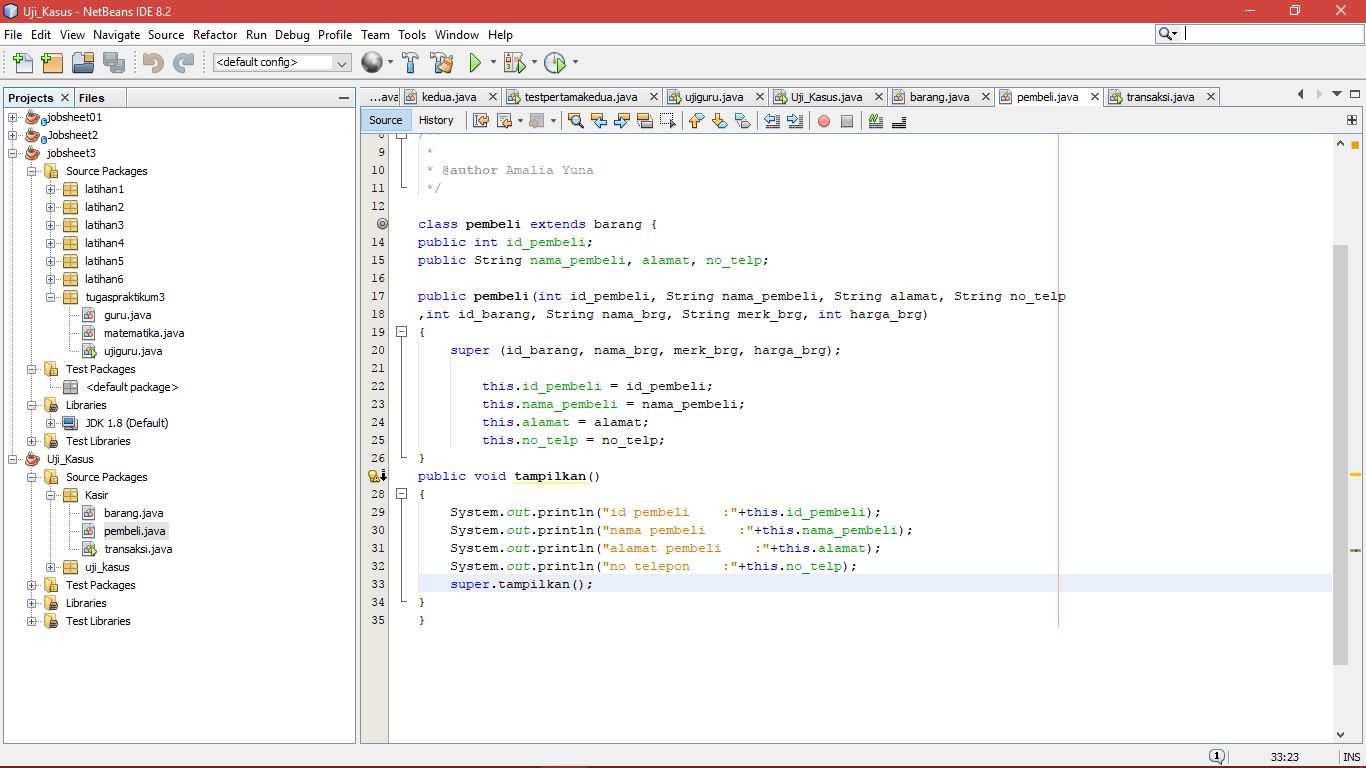 Uji_Kasus - NetBeans IDE 8.2
File Edit View Navigate Source Refactor Run Debug Profile Team Tools Window Help
<default config>
Projects Files
...ava kedua.java testpertamakedua.java ujiguru.java Uji_Kasus.java barang.java pembeli.java transaksi.java
Source History
jobsheet01
Jobsheet2
jobsheet3
Source Packages
latihan1
latihan2
latihan3
latihan4
latihan5
latihan6
tugaspraktikum3
guru.java
matematika.java
ujiguru.java
Test Packages
<default package>
Libraries
JDK 1.8 (Default)
Test Libraries
Uji_Kasus
Source Packages
Kasir
barang.java
pembeli.java
transaksi.java
uji_kasus
Test Packages
Libraries
Test Libraries
8 /**
9 *
10 * @author Amalia Yuna
11 */
12
class pembeli extends barang {
14 public int id_pembeli;
15 public String nama_pembeli, alamat, no_telp;
16
17 public pembeli(int id_pembeli, String nama_pembeli, String alamat, String no_telp
18 ,int id_barang, String nama_brg, String merk_brg, int harga_brg)
19 {
20 super (id_barang, nama_brg, merk_brg, harga_brg);
21
22 this.id_pembeli = id_pembeli;
23 this.nama_pembeli = nama_pembeli;
24 this.alamat = alamat;
25 this.no_telp = no_telp;
26 }
public void tampilkan()
28 {
29 System.out.println("id pembeli    :"+this.id_pembeli);
30 System.out.println("nama pembeli    :"+this.nama_pembeli);
31 System.out.println("alamat pembeli    :"+this.alamat);
32 System.out.println("no telepon    :"+this.no_telp);
33 super.tampilkan();
34 }
35 }
1 33:23 INS